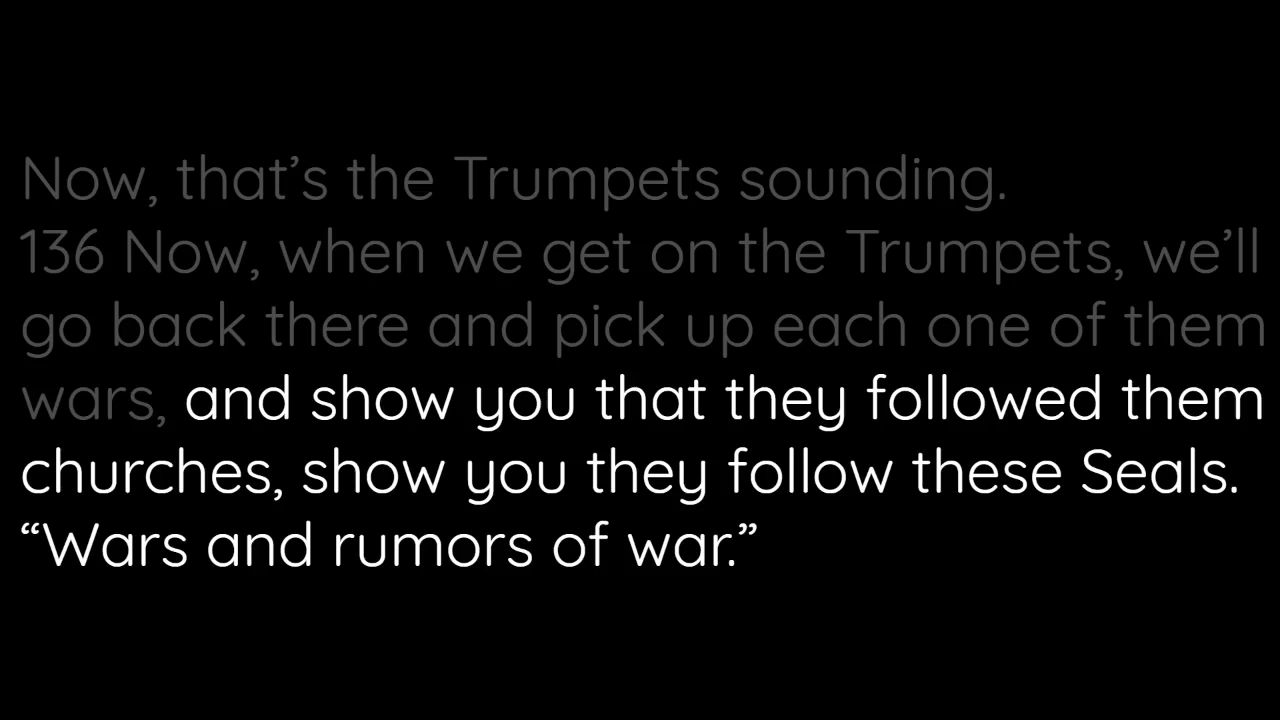 Now, that’s the Trumpets sounding.
136 Now, when we get on the Trumpets, we’ll
go back there and pick up each one of them
wars, and show you that they followed them
churches, show you they follow these Seals.
“Wars and rumors of war.”